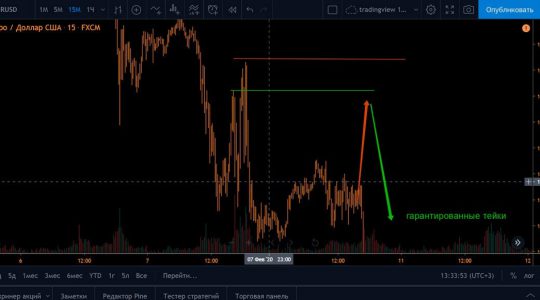 RUSD 1М 5М 15М 1Ч tradingview 1... Опубликовать
ро / Доллар США · 15 · FXCM
гарантированные тейки
6 7 12:00 07 Фев '20 23:00 12:00 11 12:00 12
5д 1мес 3мес 6мес YTD 1г 5л Все Перейти... 13:33:53 (UTC+3) % лог
ринер акций Заметки Редактор Pine Тестер стратегий Торговая панель